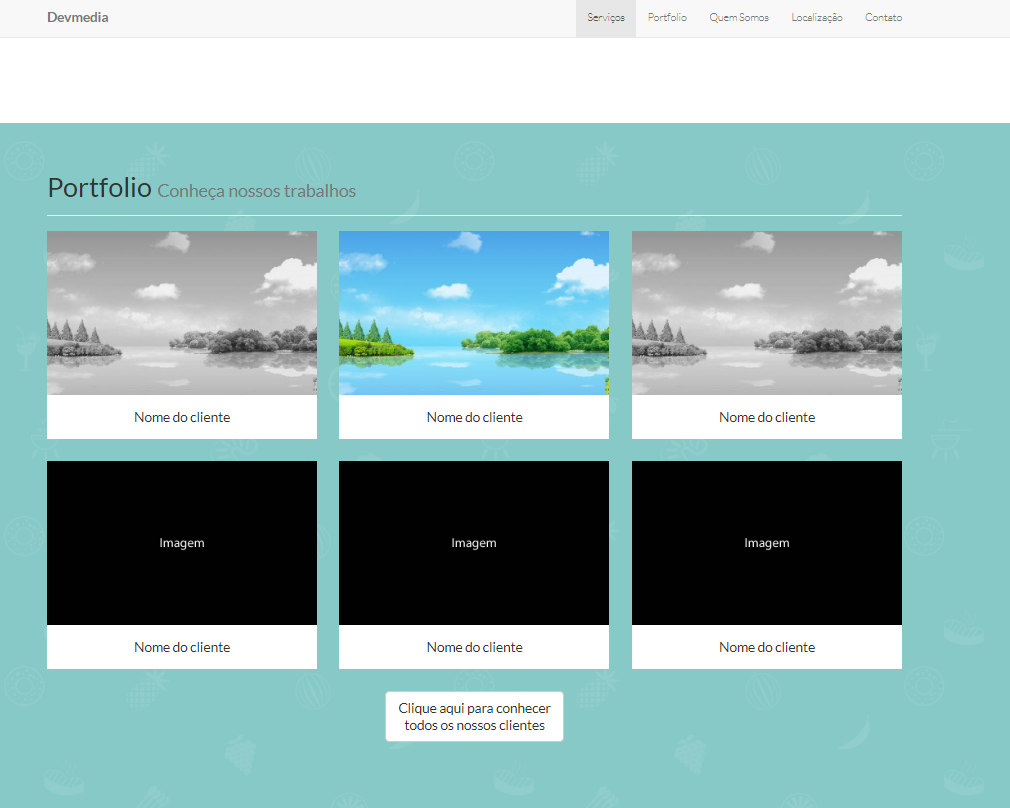 Devmedia
Serviços Portfolio Quem Somos Localização Contato
Portfolio Conheça nossos trabalhos
Nome do cliente Nome do cliente Nome do cliente
Imagem Imagem Imagem
Nome do cliente Nome do cliente Nome do cliente
Clique aqui para conhecer
todos os nossos clientes